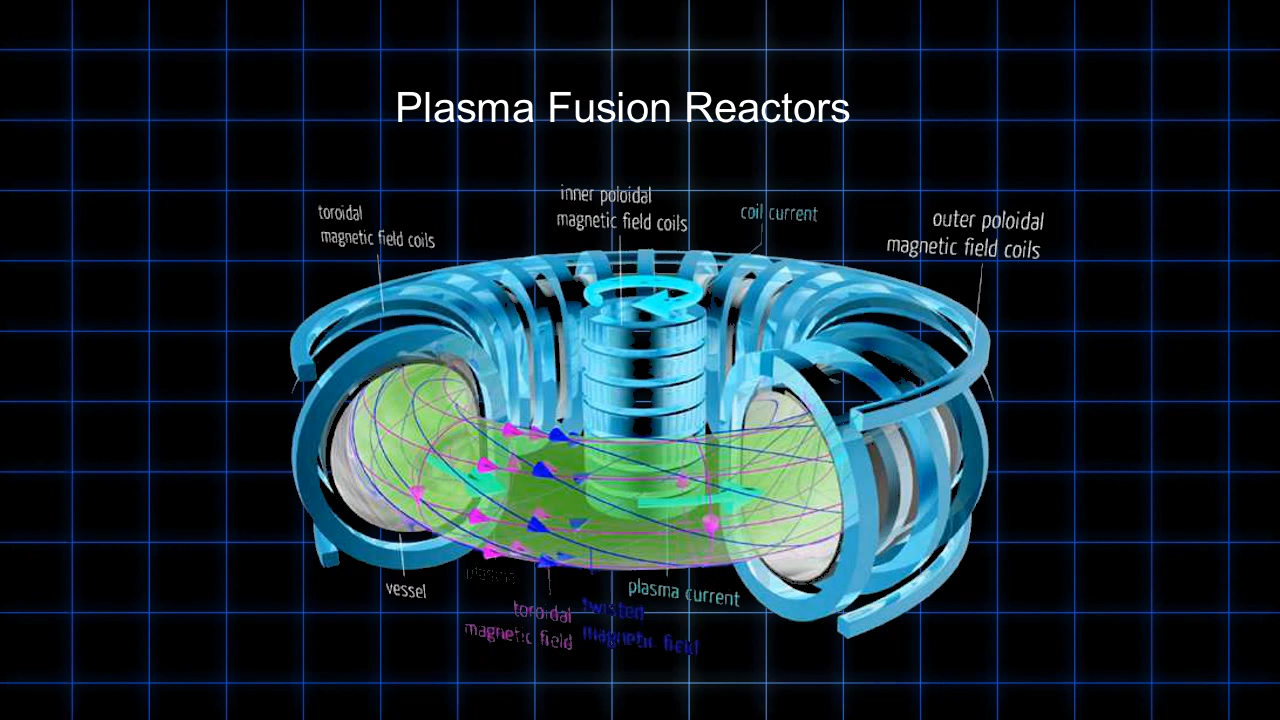 Plasma Fusion Reactors
inner poloidal
magnetic field coils
toroidal
magnetic field coils
coil current
outer poloidal
magnetic field coils
vessel
plasma
plasma current
toroidal
magnetic field
twisted
magnetic field